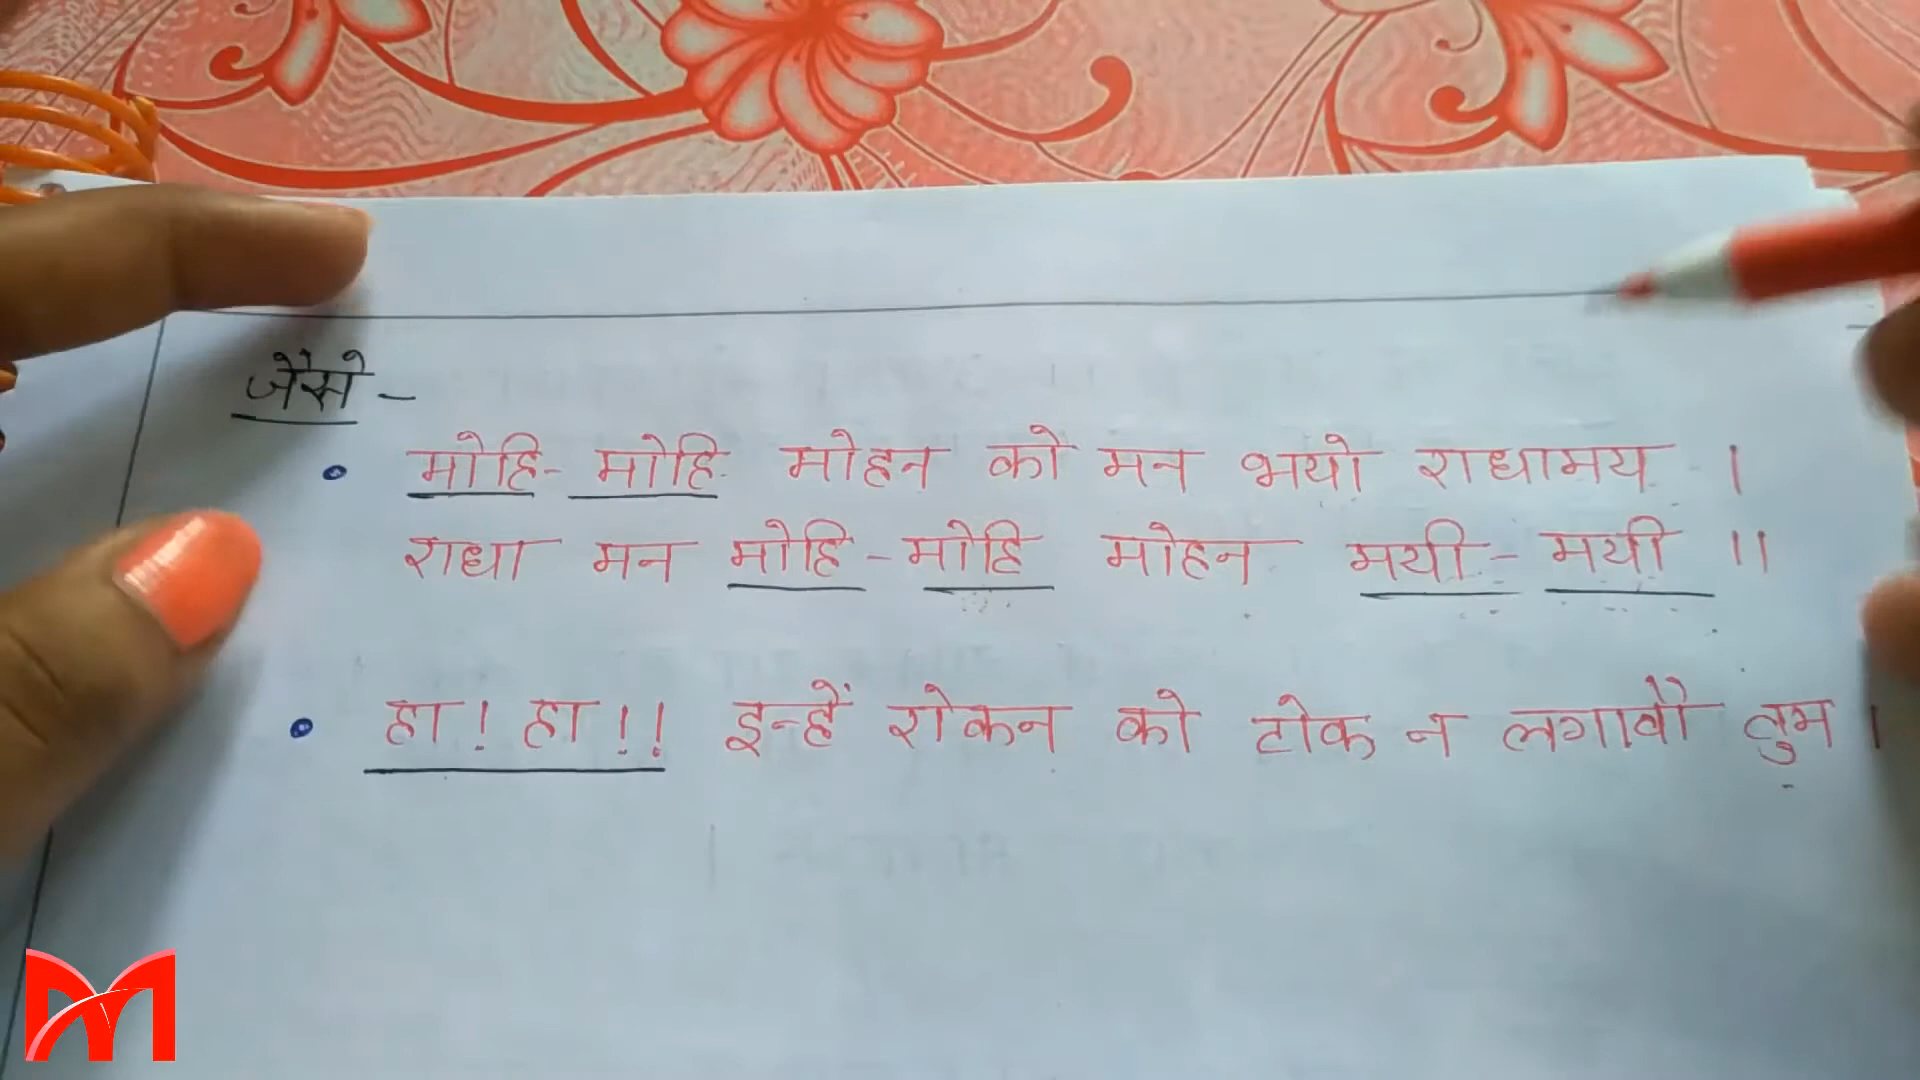 जैसे -
• मोहि - मोहि मोहन को मन भयो राधामय ।
राधा मन मोहि - मोहि मोहन मयी - मयी ॥
• हा ! हा !! इन्हें रोकन को टोक न लगावौ तुम ।